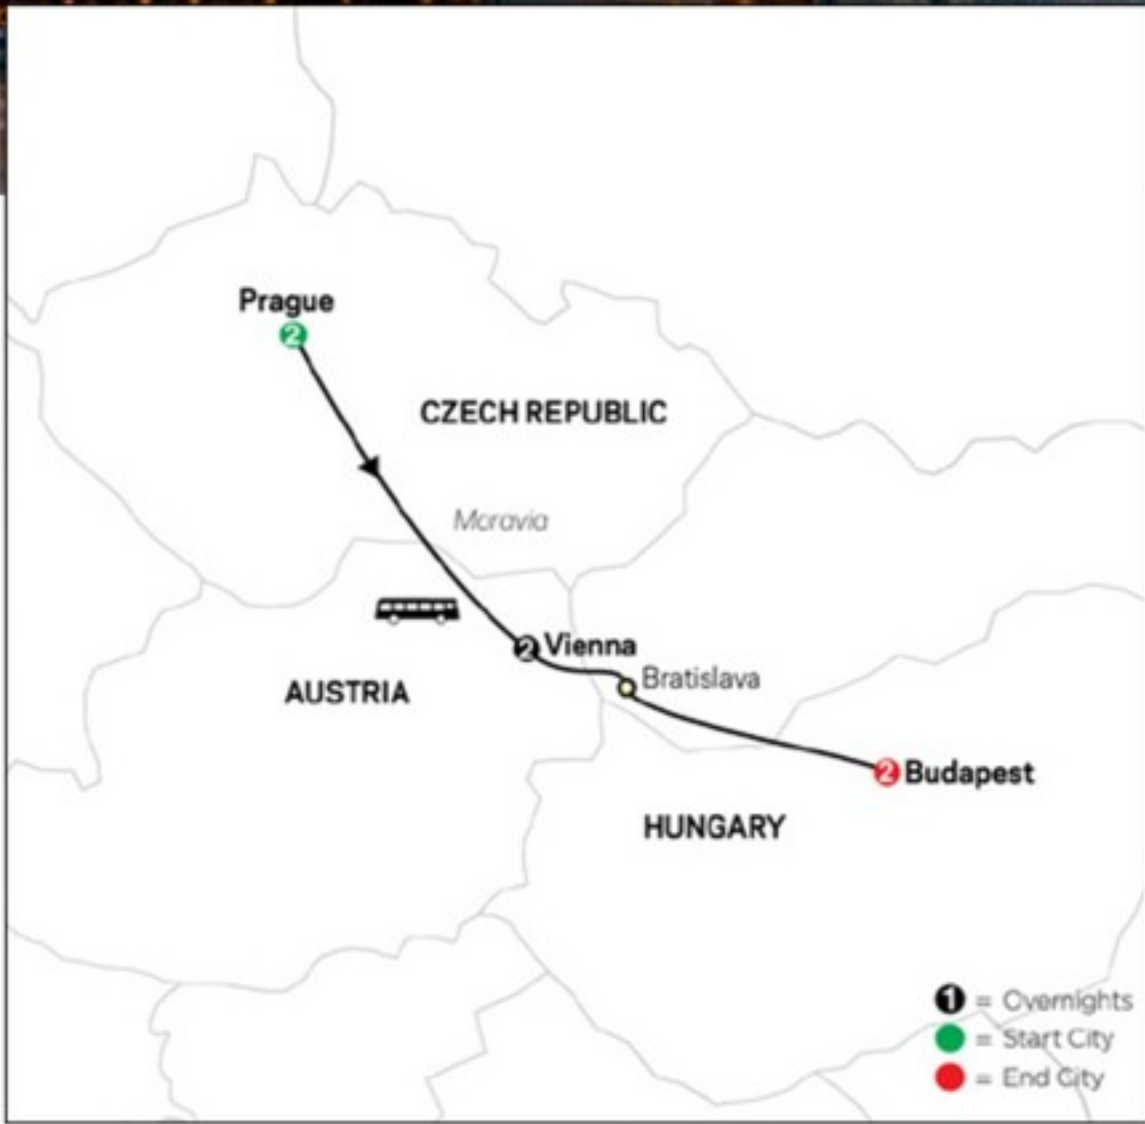 Prague
2
CZECH REPUBLIC
Moravia
2 Vienna
Bratislava
AUSTRIA
2 Budapest
HUNGARY
1 = Overnights
= Start City
= End City